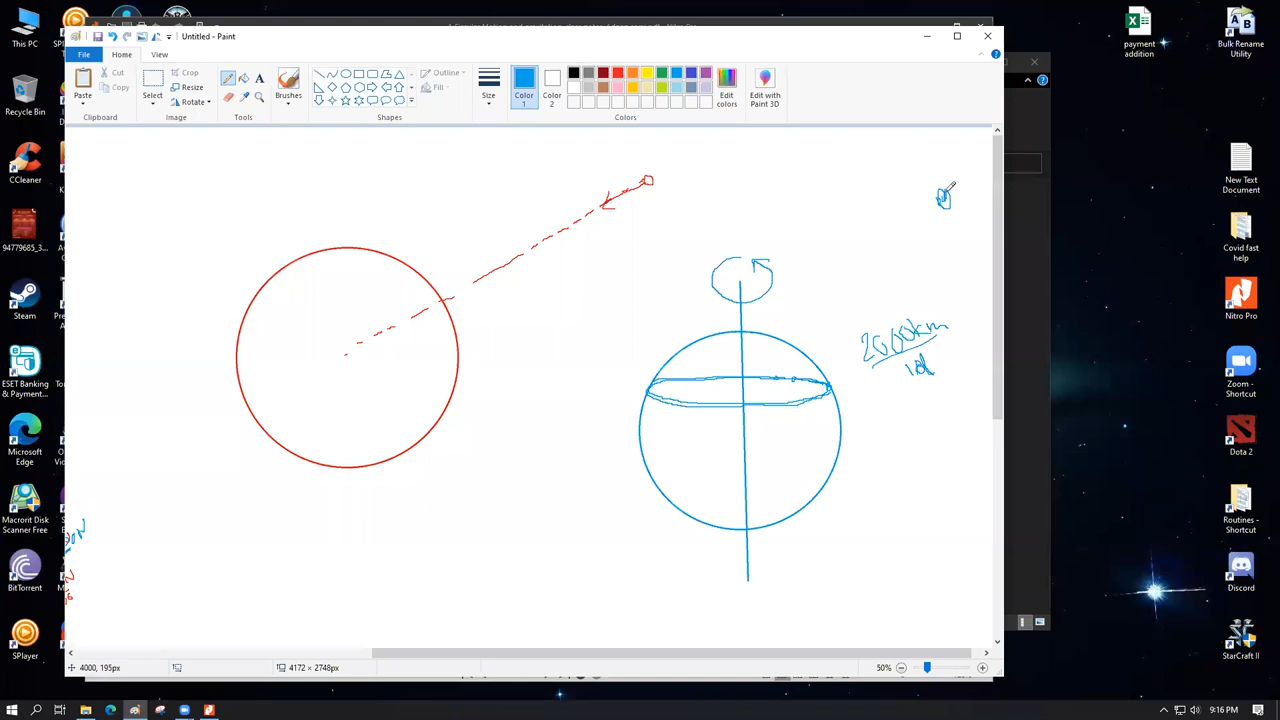 This PC
Untitled - Paint
File
Home
View
Paste
Cut
Copy
Clipboard
Select
Crop
Resize
Rotate
Image
Tools
Brushes
Shapes
Outline
Fill
Size
Color
1
Color
2
Edit
colors
Edit with
Paint 3D
Colors
2000km
1d
4000, 195px
4172 × 2748px
50%
Recycle Bin
CCleaner
94779685_3...
Steam
ESET Banking
& Payment...
Microsoft
Edge
Macrorit Disk
Scanner Free
BitTorrent
SPlayer
payment
addition
Bulk Rename
Utility
New Text
Document
Covid fast
help
Nitro Pro
Zoom -
Shortcut
Dota 2
Routines -
Shortcut
Discord
StarCraft II
9:16 PM